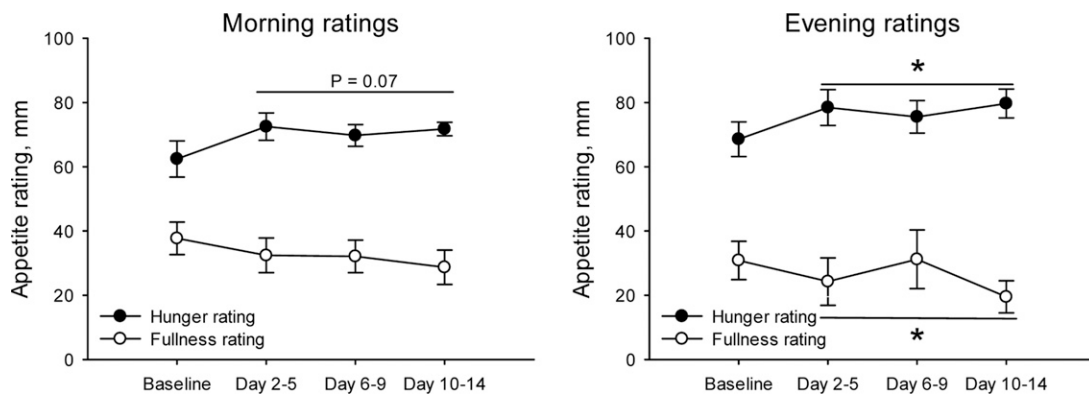 Morning ratings
Appetite rating, mm
100
80
60
40
20
0
P = 0.07
Hunger rating
Fullness rating
Baseline Day 2-5 Day 6-9 Day 10-14
Evening ratings
Appetite rating, mm
100
80
60
40
20
0
*
Hunger rating
Fullness rating
*
Baseline Day 2-5 Day 6-9 Day 10-14